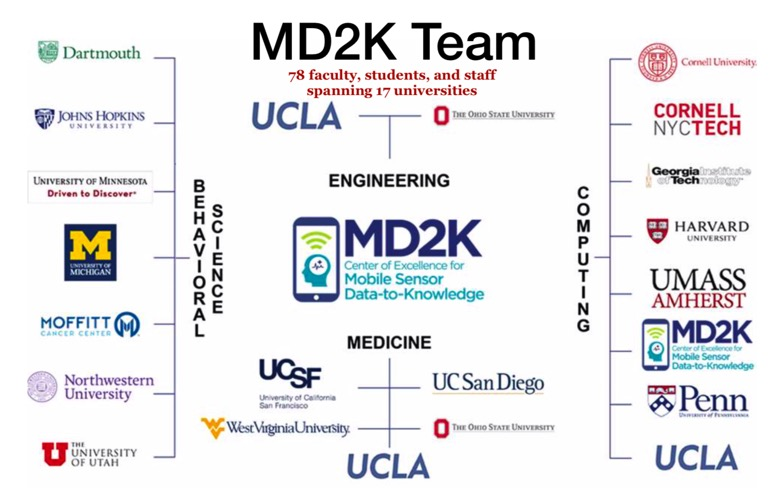 MD2K Team
78 faculty, students, and staff
spanning 17 universities
Dartmouth
JOHNS HOPKINS
UNIVERSITY
UNIVERSITY OF MINNESOTA
Driven to Discover
M
UNIVERSITY OF
MICHIGAN
MOFFITT
CANCER CENTER
M
Northwestern
University
U
THE
UNIVERSITY
OF UTAH
BEHAVIORAL
SCIENCE
UCLA
THE OHIO STATE UNIVERSITY
ENGINEERING
MD2K
Center of Excellence for
Mobile Sensor
Data-to-Knowledge
MEDICINE
UCSF
University of California
San Francisco
UC San Diego
WV
WestVirginiaUniversity.
THE OHIO STATE UNIVERSITY
UCLA
COMPUTING
Cornell University
CORNELL
NYCTECH
Georgia Institute
of Technology
HARVARD
UNIVERSITY
UMASS
AMHERST
MD2K
Center of Excellence for
Mobile Sensor
Data-to-Knowledge
Penn
UNIVERSITY of PENNSYLVANIA
UCLA